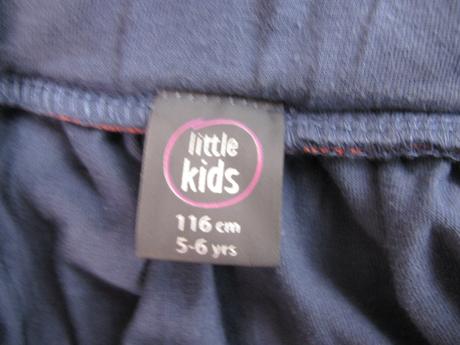 little
kids
116 cm
5-6 yrs